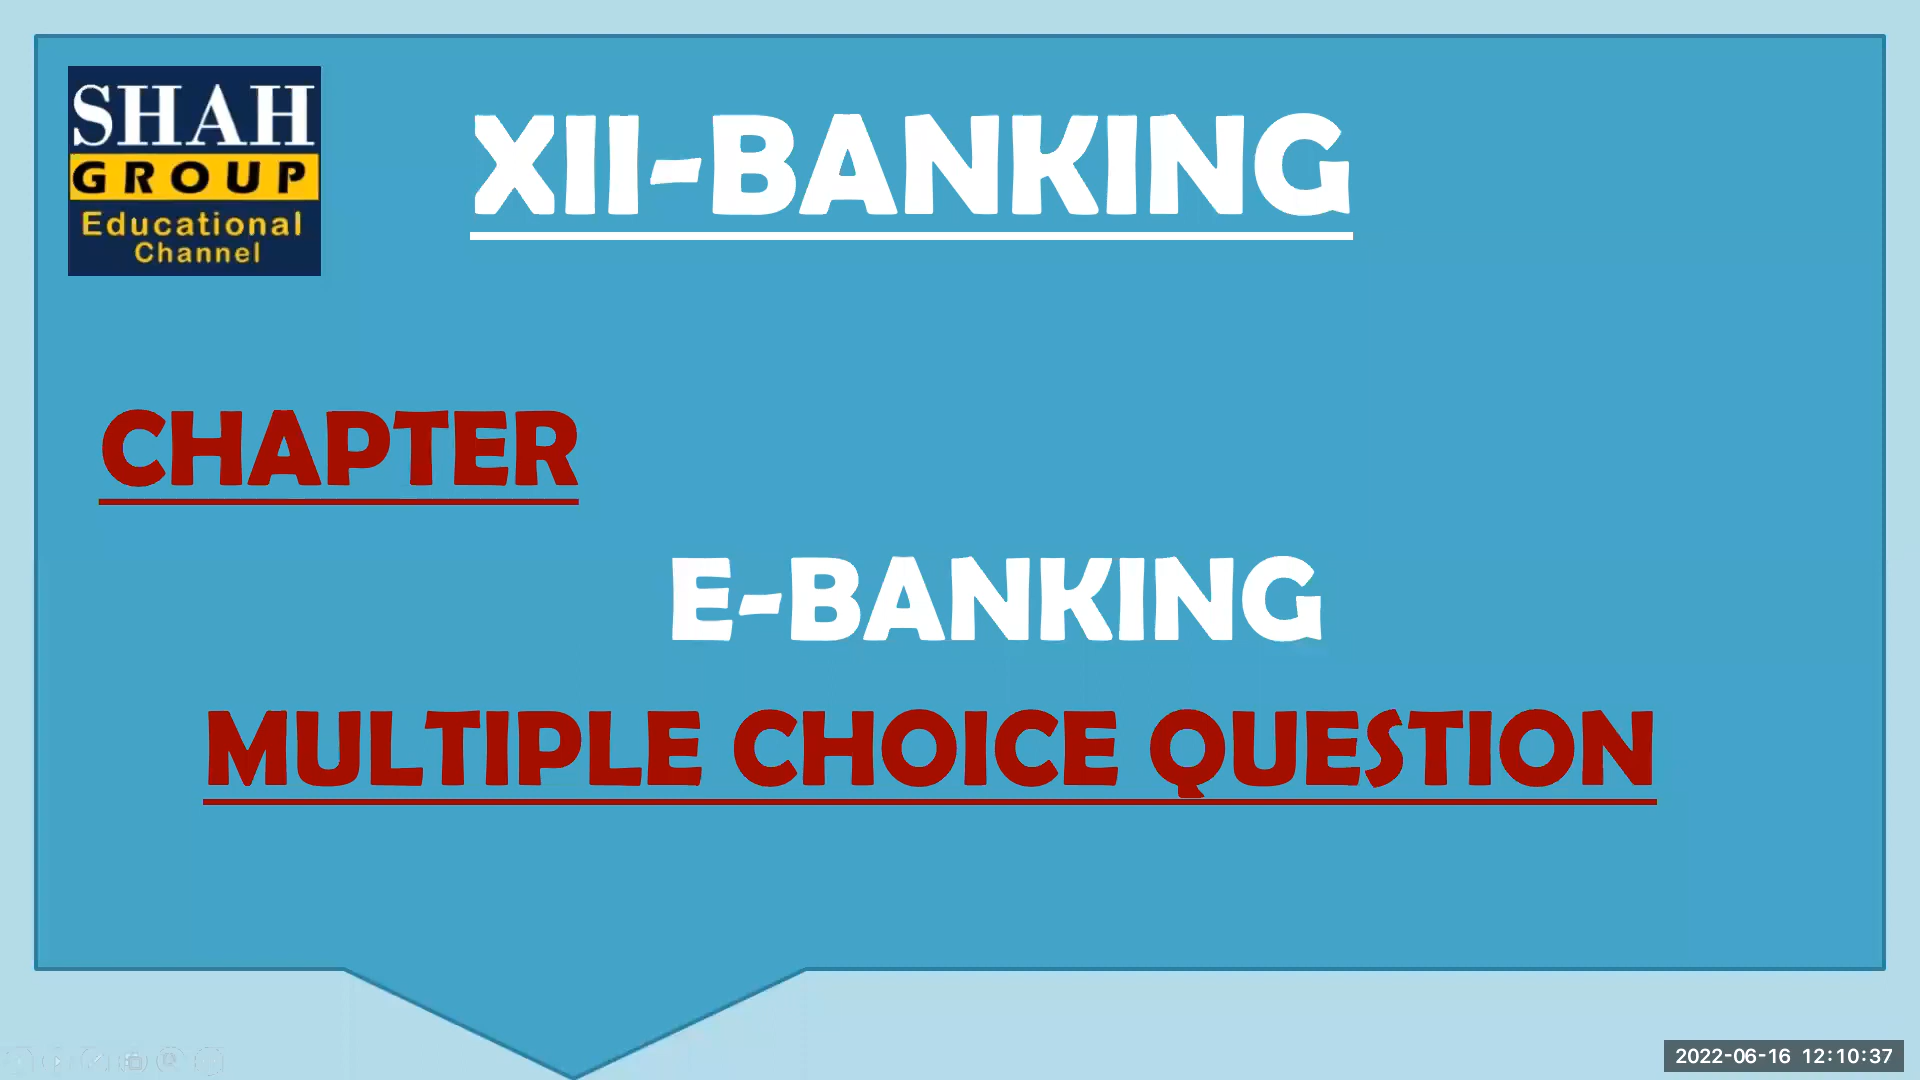 SHAH
GROUP
Educational
Channel
XII-BANKING
CHAPTER
E-BANKING
MULTIPLE CHOICE QUESTION
2022-06-16 12:10:37